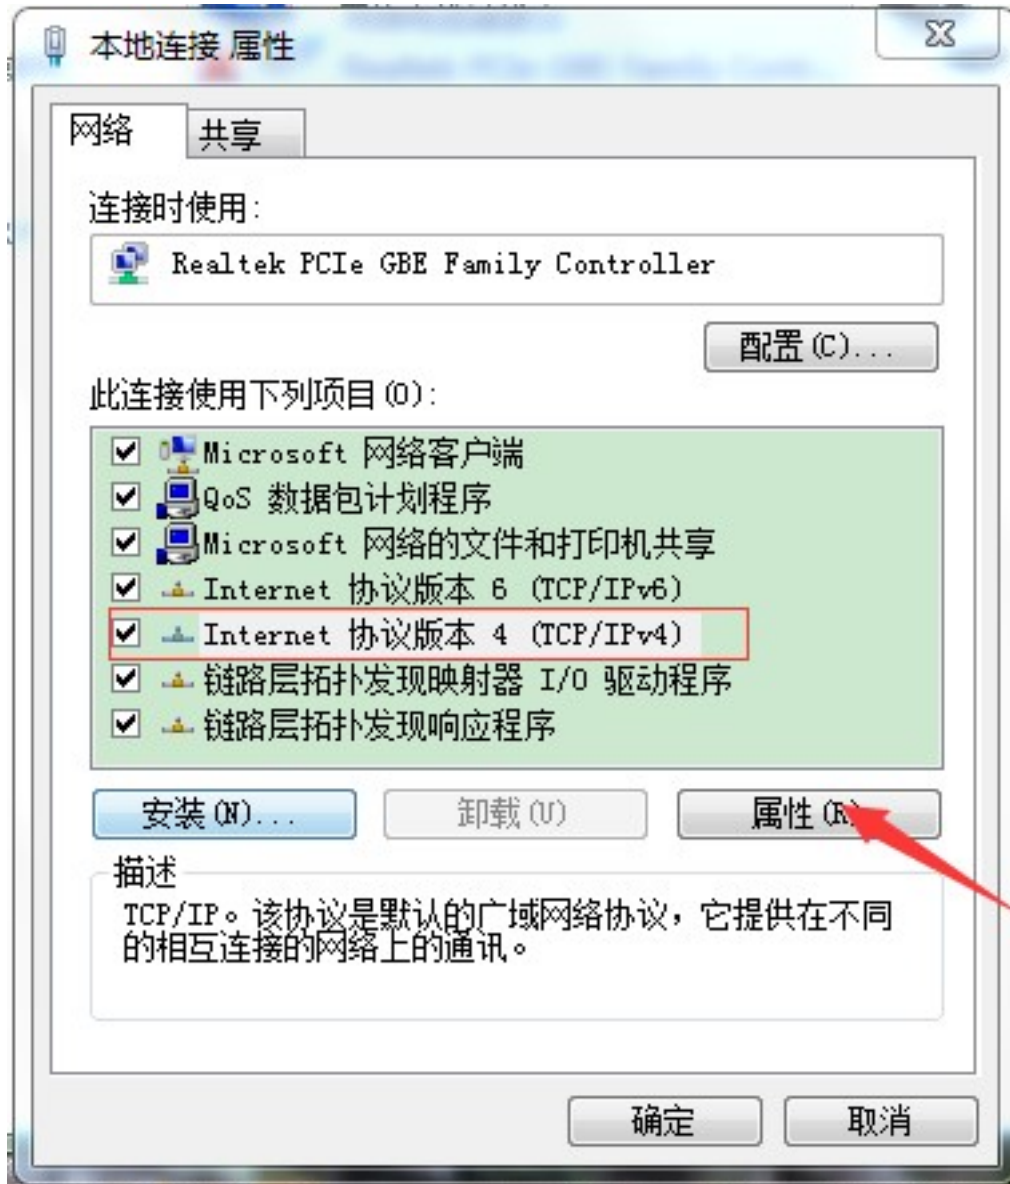 本地连接 属性
网络
共享
连接时使用:
Realtek PCIe GBE Family Controller
配置(C)...
此连接使用下列项目(O):
Microsoft 网络客户端
QoS 数据包计划程序
Microsoft 网络的文件和打印机共享
Internet 协议版本 6 (TCP/IPv6)
Internet 协议版本 4 (TCP/IPv4)
链路层拓扑发现映射器 I/O 驱动程序
链路层拓扑发现响应程序
安装(N)...
卸载(U)
属性(R)
描述
TCP/IP。该协议是默认的广域网络协议，它提供在不同
的相互连接的网络上的通讯。
确定
取消